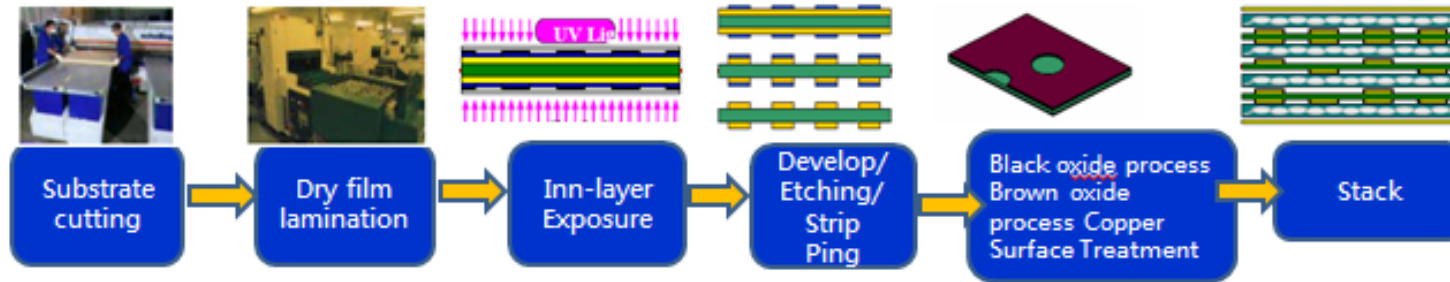 UV Lig
Substrate
cutting
Dry film
lamination
Inn-layer
Exposure
Develop/
Etching/
Strip
Ping
Black oxide process
Brown oxide
process Copper
Surface Treatment
Stack